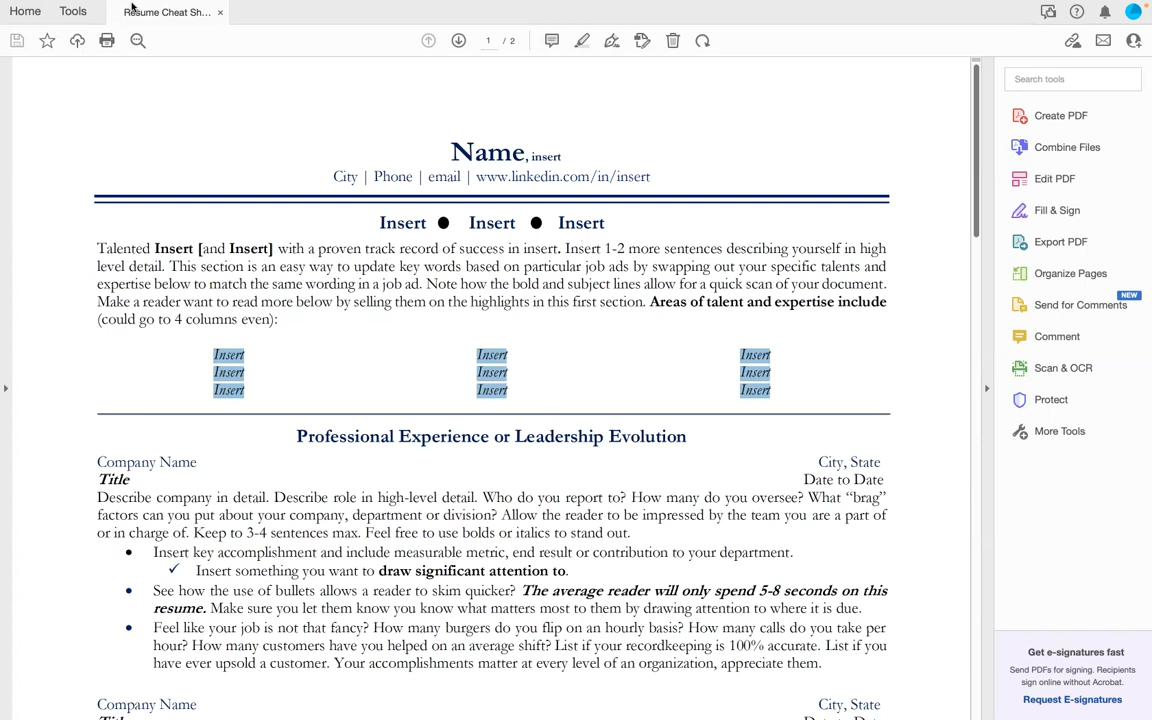 Home Tools Resume Cheat Sh... ×
1 / 2
Name, insert
City | Phone | email | www.linkedin.com/in/insert
Insert ● Insert ● Insert
Talented Insert [and Insert] with a proven track record of success in insert. Insert 1-2 more sentences describing yourself in high
level detail. This section is an easy way to update key words based on particular job ads by swapping out your specific talents and
expertise below to match the same wording in a job ad. Note how the bold and subject lines allow for a quick scan of your document.
Make a reader want to read more below by selling them on the highlights in this first section. Areas of talent and expertise include
(could go to 4 columns even):
Insert Insert Insert
Insert Insert Insert
Insert Insert Insert
Professional Experience or Leadership Evolution
Company Name City, State
Title Date to Date
Describe company in detail. Describe role in high-level detail. Who do you report to? How many do you oversee? What “brag”
factors can you put about your company, department or division? Allow the reader to be impressed by the team you are a part of
or in charge of. Keep to 3-4 sentences max. Feel free to use bolds or italics to stand out.
• Insert key accomplishment and include measurable metric, end result or contribution to your department.
✓ Insert something you want to draw significant attention to.
• See how the use of bullets allows a reader to skim quicker? The average reader will only spend 5-8 seconds on this
resume. Make sure you let them know you know what matters most to them by drawing attention to where it is due.
• Feel like your job is not that fancy? How many burgers do you flip on an hourly basis? How many calls do you take per
hour? How many customers have you helped on an average shift? List if your recordkeeping is 100% accurate. List if you
have ever upsold a customer. Your accomplishments matter at every level of an organization, appreciate them.
Company Name City, State
Title Date to Date
Search tools
Create PDF
Combine Files
Edit PDF
Fill & Sign
Export PDF
Organize Pages
NEW
Send for Comments
Comment
Scan & OCR
Protect
More Tools
Get e-signatures fast
Send PDFs for signing. Recipients
sign online without Acrobat.
Request E-signatures